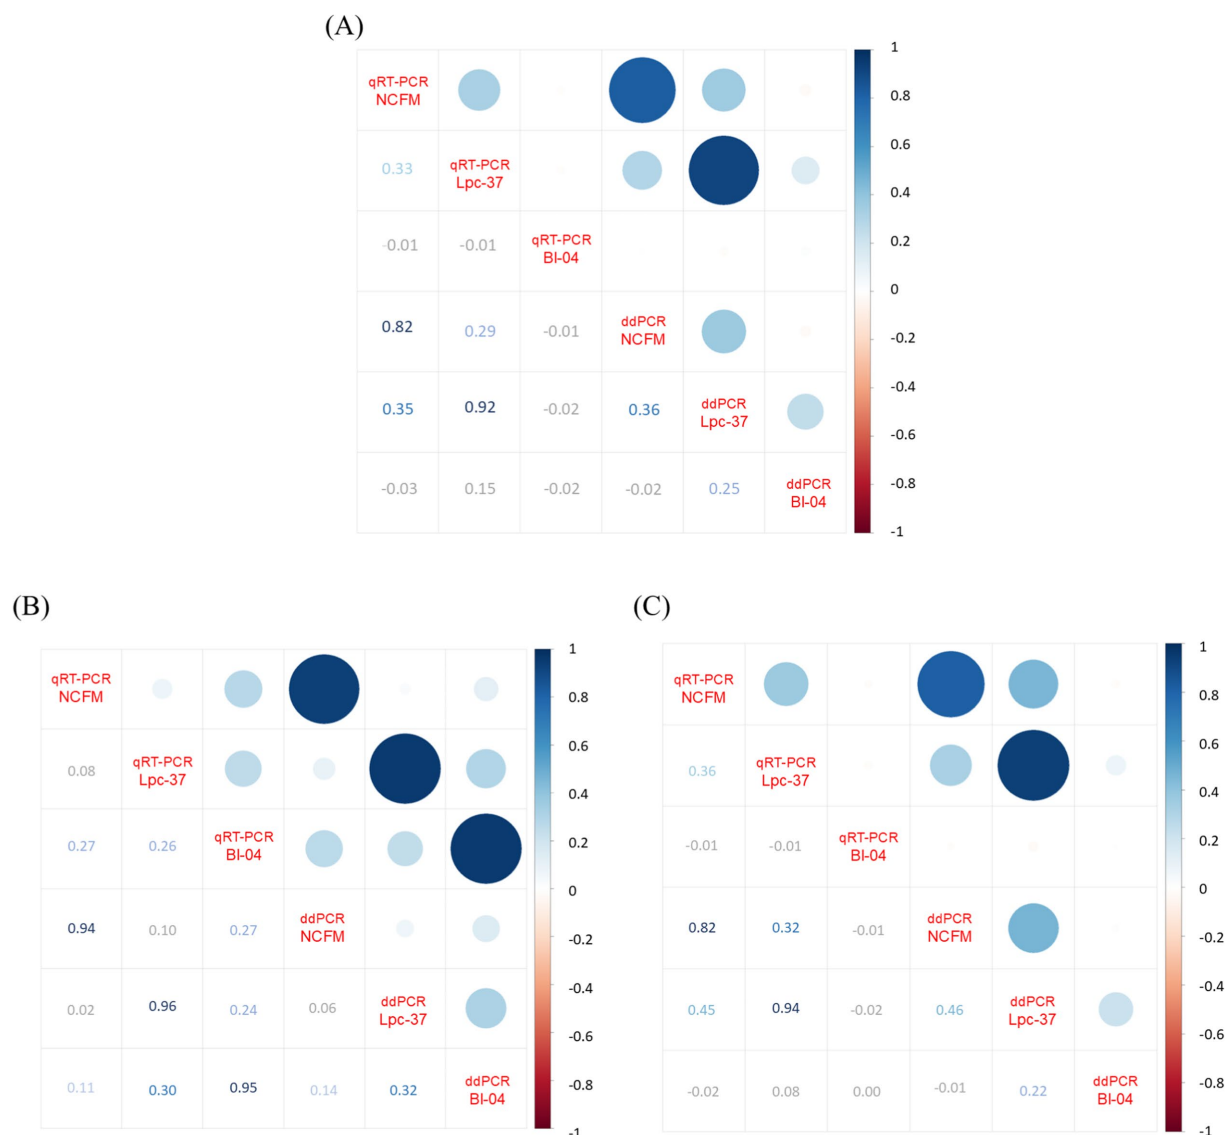 (A)
qRT-PCR
NCFM
0.33
qRT-PCR
Lpc-37
-0.01
-0.01
qRT-PCR
BI-04
0.82
0.29
-0.01
ddPCR
NCFM
0.35
0.92
-0.02
0.36
ddPCR
Lpc-37
-0.03
0.15
-0.02
-0.02
0.25
ddPCR
BI-04
1
0.8
0.6
0.4
0.2
0
-0.2
-0.4
-0.6
-0.8
-1
(B)
qRT-PCR
NCFM
0.08
qRT-PCR
Lpc-37
0.27
0.26
qRT-PCR
BI-04
0.94
0.10
0.27
ddPCR
NCFM
0.02
0.96
0.24
0.06
ddPCR
Lpc-37
0.11
0.30
0.95
0.14
0.32
ddPCR
BI-04
1
0.8
0.6
0.4
0.2
0
-0.2
-0.4
-0.6
-0.8
-1
(C)
qRT-PCR
NCFM
0.36
qRT-PCR
Lpc-37
-0.01
-0.01
qRT-PCR
BI-04
0.82
0.32
-0.01
ddPCR
NCFM
0.45
0.94
-0.02
0.46
ddPCR
Lpc-37
-0.02
0.08
0.00
-0.01
0.22
ddPCR
BI-04
1
0.8
0.6
0.4
0.2
0
-0.2
-0.4
-0.6
-0.8
-1